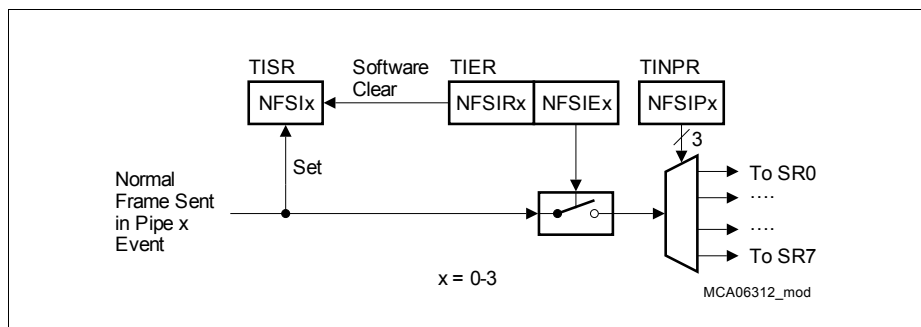 TISR
Software
Clear
TIER
TINPR
NFSIx
NFSIRx
NFSIEx
NFSIPx
3
Set
Normal
Frame Sent
in Pipe x
Event
To SR0
....
....
To SR7
x = 0-3
MCA06312_mod